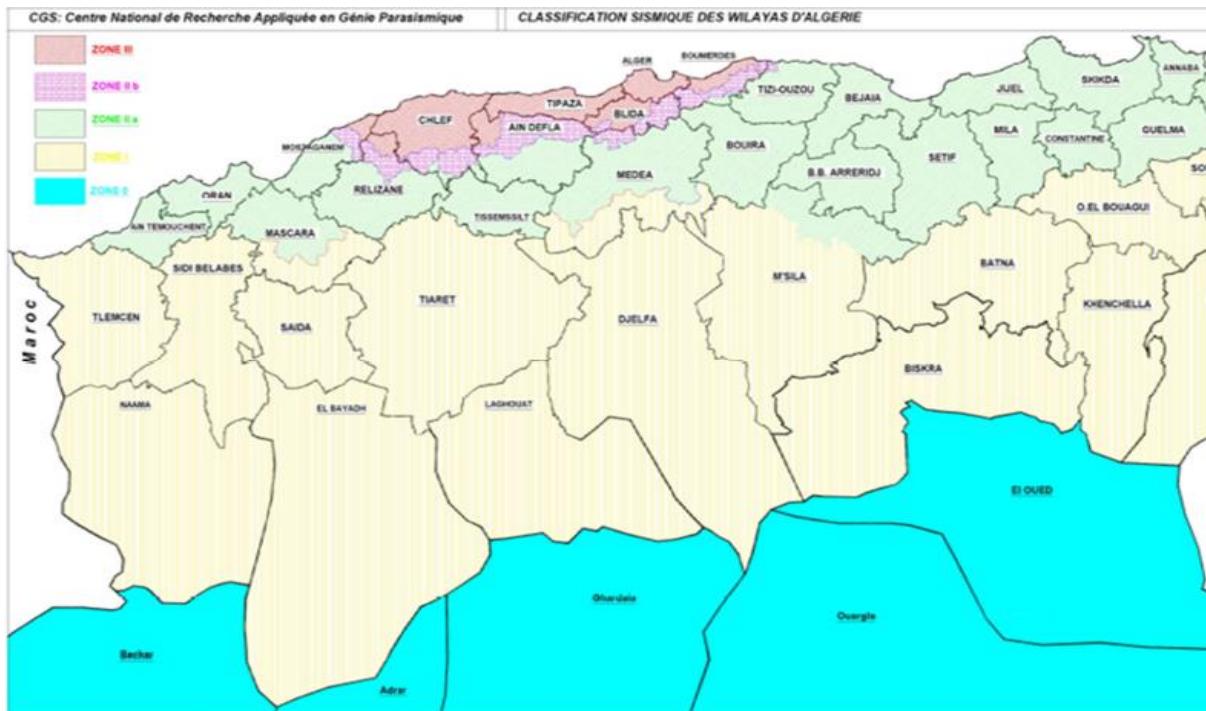 CGS: Centre National de Recherche Appliquée en Génie Parasismique
CLASSIFICATION SISMIQUE DES WILAYAS D'ALGERIE
ZONE III
ZONE II b
ZONE II a
ZONE I
ZONE 0
ALGER
BOUMERDES
ANNABA
SKIKDA
JIJEL
TIZI-OUZOU
BEJAIA
TIPAZA
BLIDA
CHLEF
AIN DEFLA
MOSTAGANEM
MILA
CONSTANTINE
GUELMA
BOUIRA
SETIF
B.B. ARRERIDJ
MEDEA
RELIZANE
ORAN
TISSEMSSILT
AIN TEMOUCHENT
MASCARA
O.EL BOUAGUI
SIDI BELABES
BATNA
M'SILA
TIARET
KHENCHELLA
TLEMCEN
SAIDA
DJELFA
Maroc
BISKRA
NAAMA
EL BAYADH
LAGHOUAT
El OUED
Ghardaia
Ouargla
Bechar
Adrar